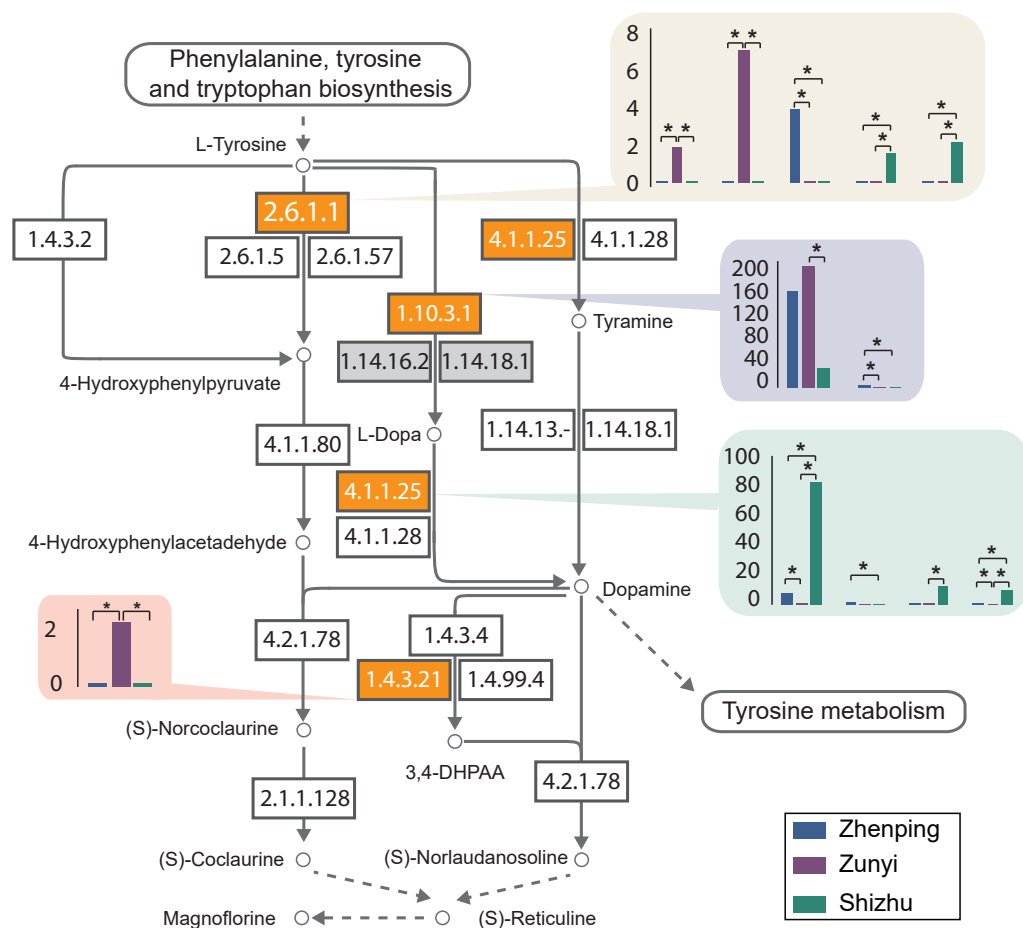 Phenylalanine, tyrosine
and tryptophan biosynthesis
L-Tyrosine
1.4.3.2
2.6.1.1
2.6.1.5
2.6.1.57
4.1.1.25
4.1.1.28
1.10.3.1
1.14.16.2
1.14.18.1
Tyramine
4-Hydroxyphenylpyruvate
4.1.1.80
L-Dopa
1.14.13.-
1.14.18.1
4.1.1.25
4.1.1.28
4-Hydroxyphenylacetadehyde
Dopamine
4.2.1.78
1.4.3.4
1.4.3.21
1.4.99.4
Tyrosine metabolism
(S)-Norcoclaurine
3,4-DHPAA
4.2.1.78
2.1.1.128
(S)-Coclaurine
(S)-Norlaudanosoline
Magnoflorine
(S)-Reticuline
8
6
4
2
0
* * * * * * * * * * 
200
160
120
80
40
0
* * *
100
80
60
40
20
0
* * * * * * * *
2
0
* *
Zhenping
Zunyi
Shizhu